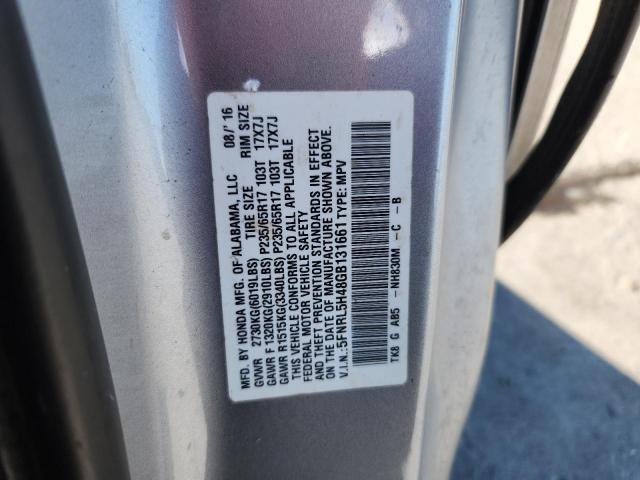 MFD. BY HONDA MFG. OF ALABAMA, LLC 08/'16
TIRE SIZE RIM SIZE
GVWR 2730KG(6019LBS)
GAWR F 1320KG(2910LBS) P235/65R17 103T 17X7J
GAWR R1515KG(3340LBS) P235/65R17 103T 17X7J
THIS VEHICLE CONFORMS TO ALL APPLICABLE
FEDERAL MOTOR VEHICLE SAFETY
AND THEFT PREVENTION STANDARDS IN EFFECT
ON THE DATE OF MANUFACTURE SHOWN ABOVE.
V.I.N.:5FNRL5H48GB131661 TYPE: MPV
TK8 G AB5 -NH830M -C -B